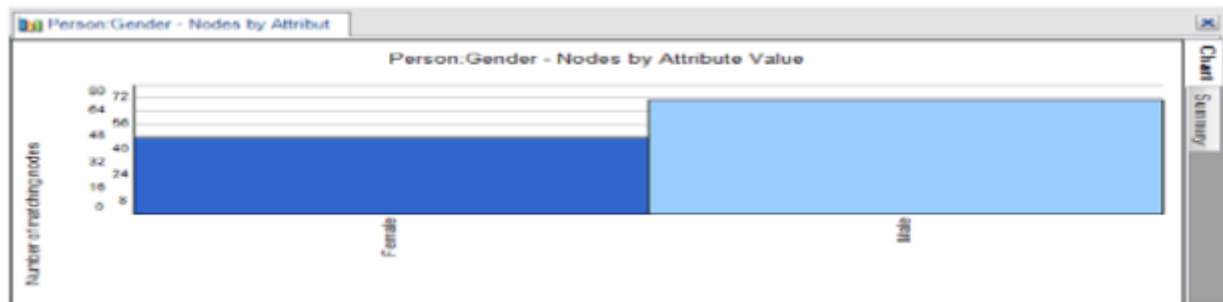 Person:Gender - Nodes by Attribut
Person:Gender - Nodes by Attribute Value
Chart
Summary
Number of matching nodes
80
72
64
56
48
40
32
24
16
8
0
Female
Male